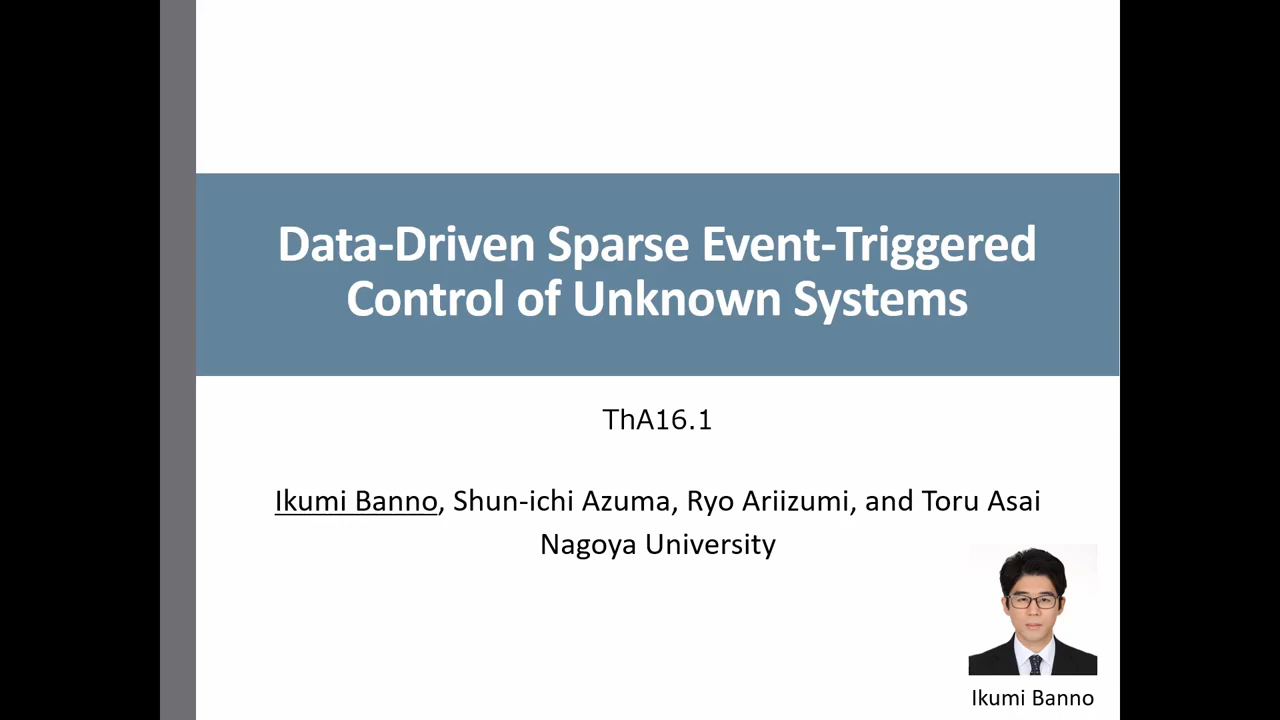 Data-Driven Sparse Event-Triggered
Control of Unknown Systems
ThA16.1
Ikumi Banno, Shun-ichi Azuma, Ryo Ariizumi, and Toru Asai
Nagoya University
Ikumi Banno